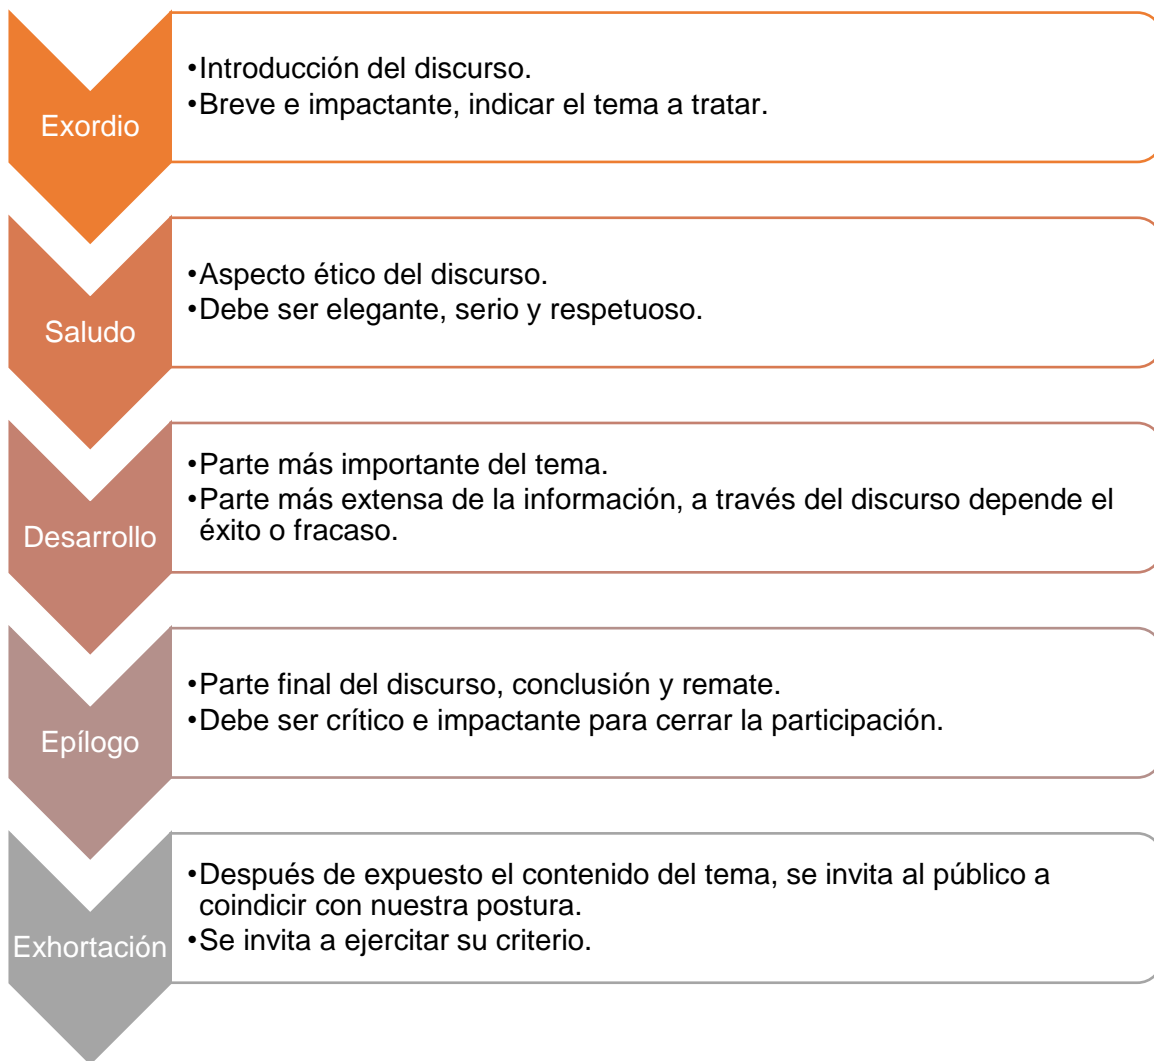 Exordio
•Introducción del discurso.
•Breve e impactante, indicar el tema a tratar.
Saludo
•Aspecto ético del discurso.
•Debe ser elegante, serio y respetuoso.
Desarrollo
•Parte más importante del tema.
•Parte más extensa de la información, a través del discurso depende el
éxito o fracaso.
Epílogo
•Parte final del discurso, conclusión y remate.
•Debe ser crítico e impactante para cerrar la participación.
Exhortación
•Después de expuesto el contenido del tema, se invita al público a
coindicir con nuestra postura.
•Se invita a ejercitar su criterio.